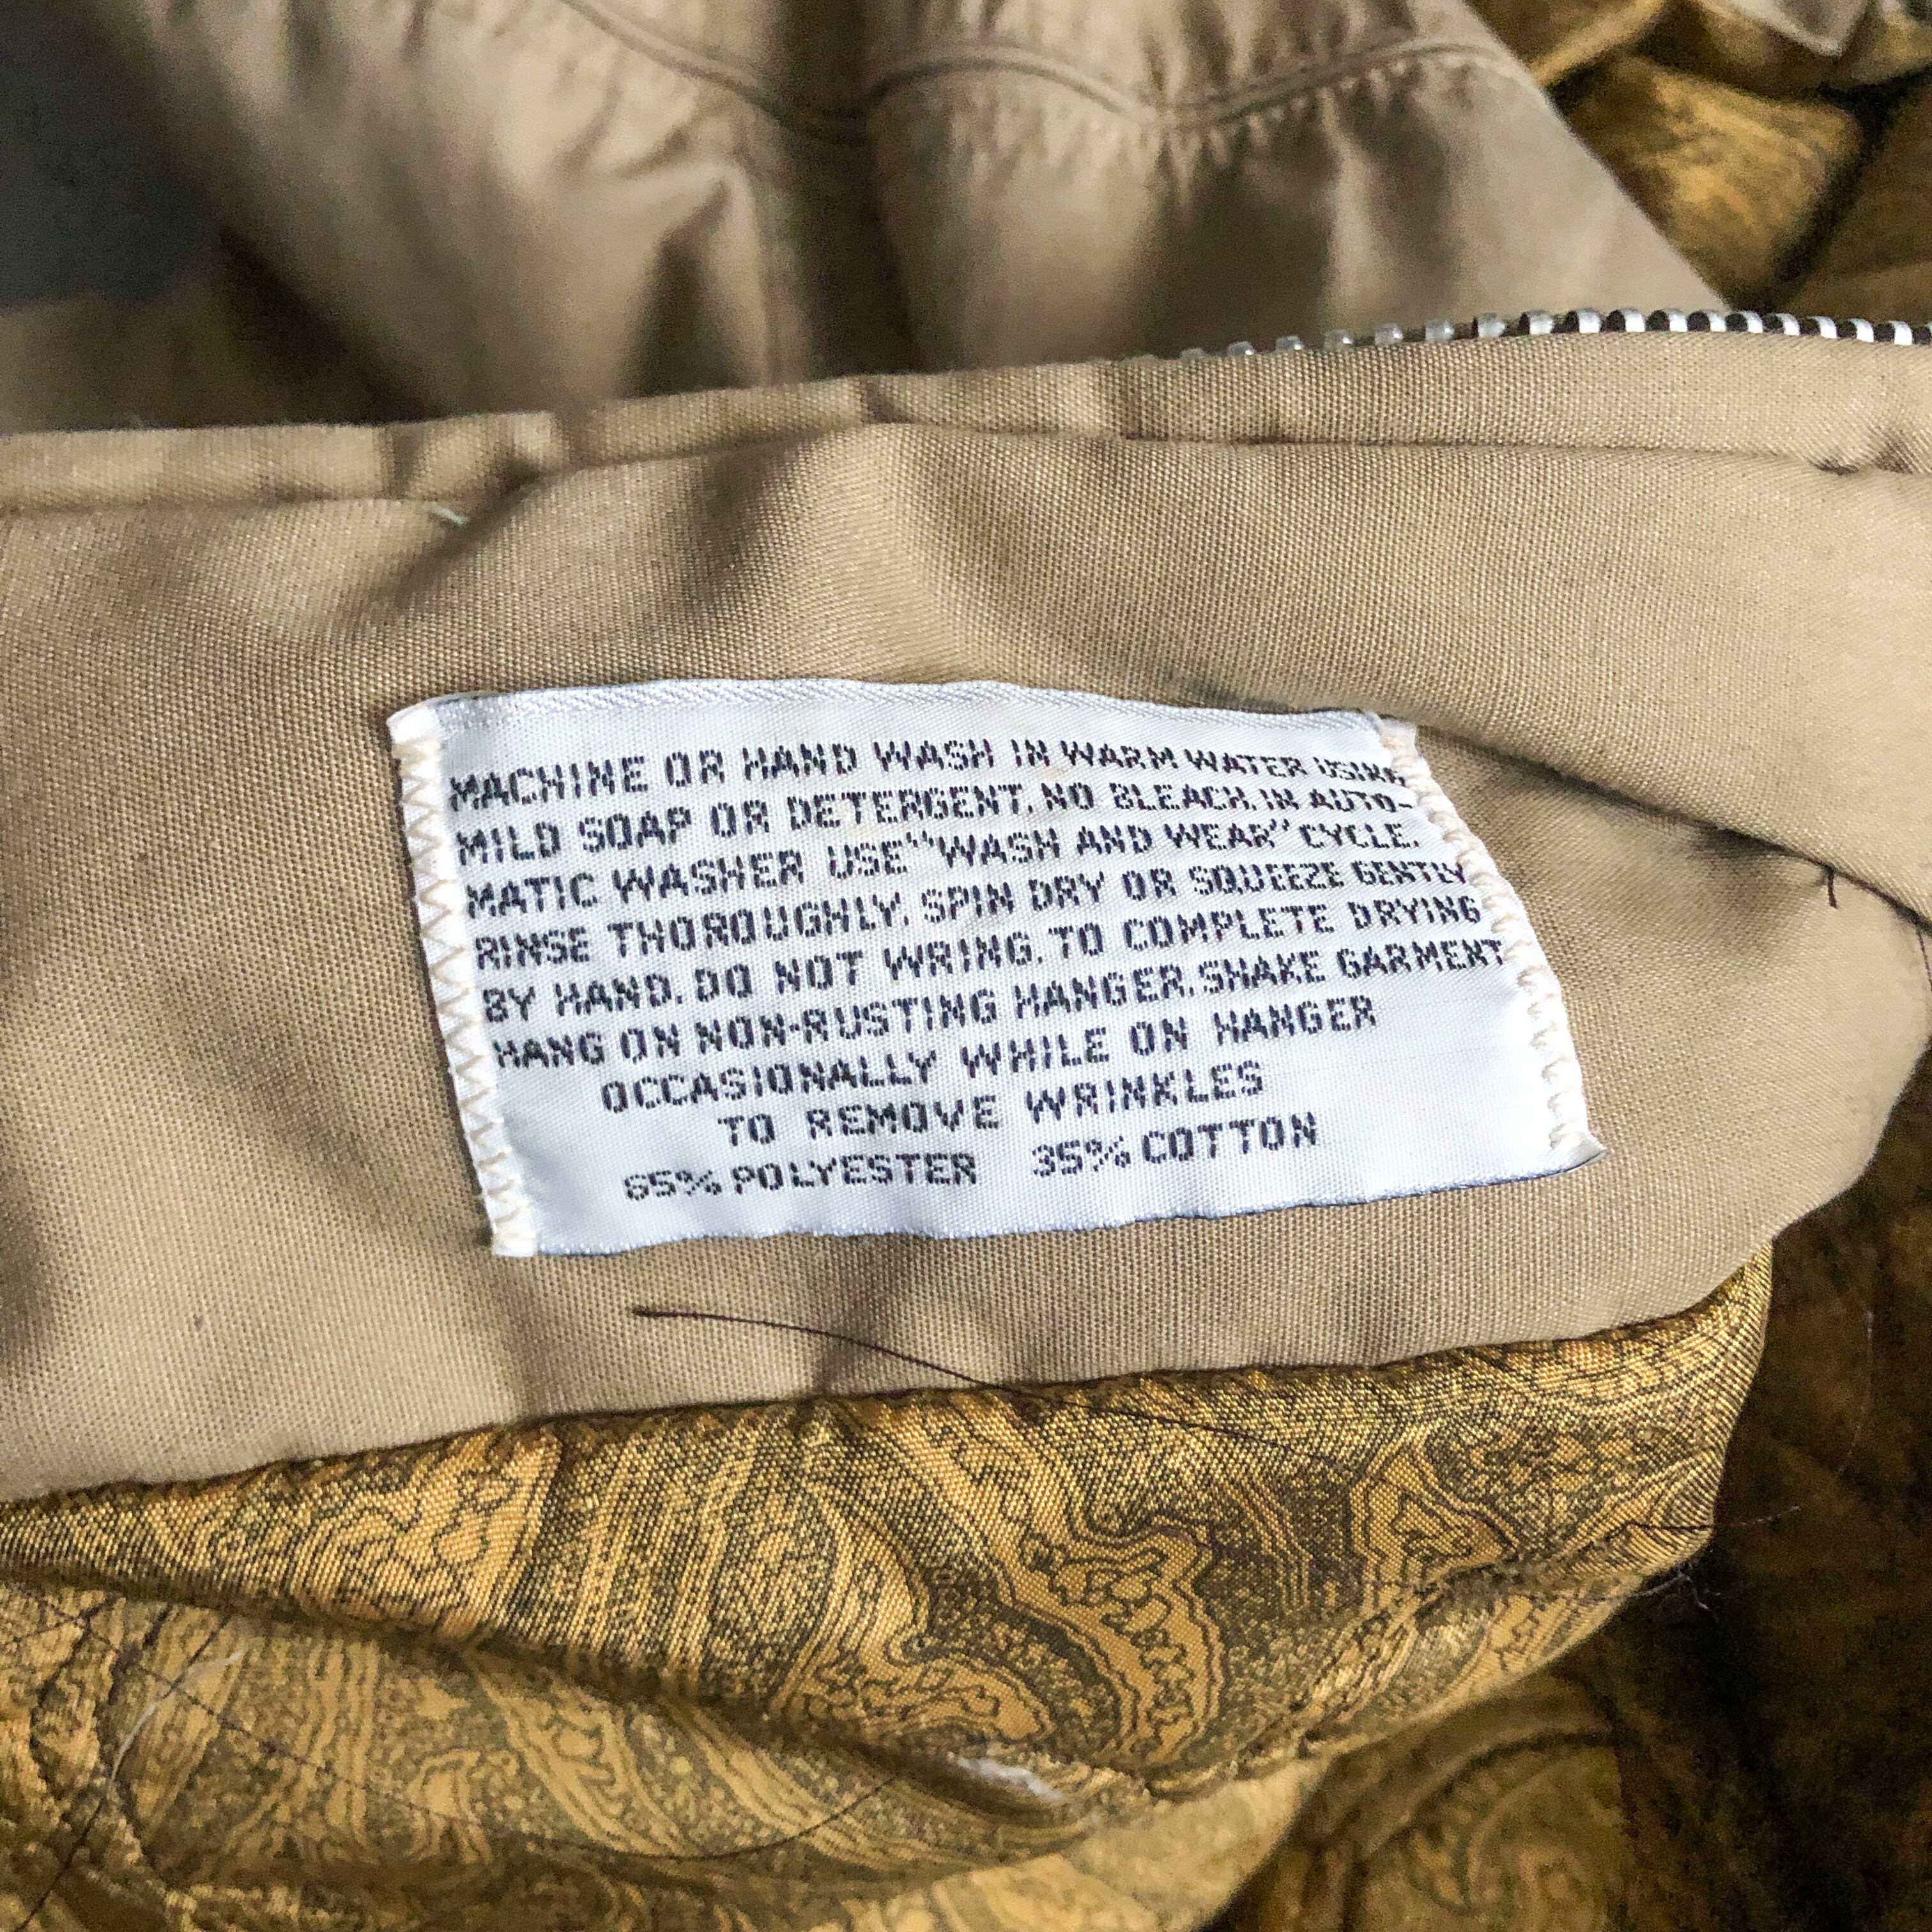 MACHINE OR HAND WASH IN WARM WATER USING
MILD SOAP OR DETERGENT. NO BLEACH. IN AUTO-
MATIC WASHER USE "WASH AND WEAR" CYCLE.
RINSE THOROUGHLY. SPIN DRY OR SQUEEZE GENTLY
BY HAND. DO NOT WRING. TO COMPLETE DRYING
HANG ON NON-RUSTING HANGER. SHAKE GARMENT
OCCASIONALLY WHILE ON HANGER
TO REMOVE WRINKLES
65% POLYESTER 35% COTTON